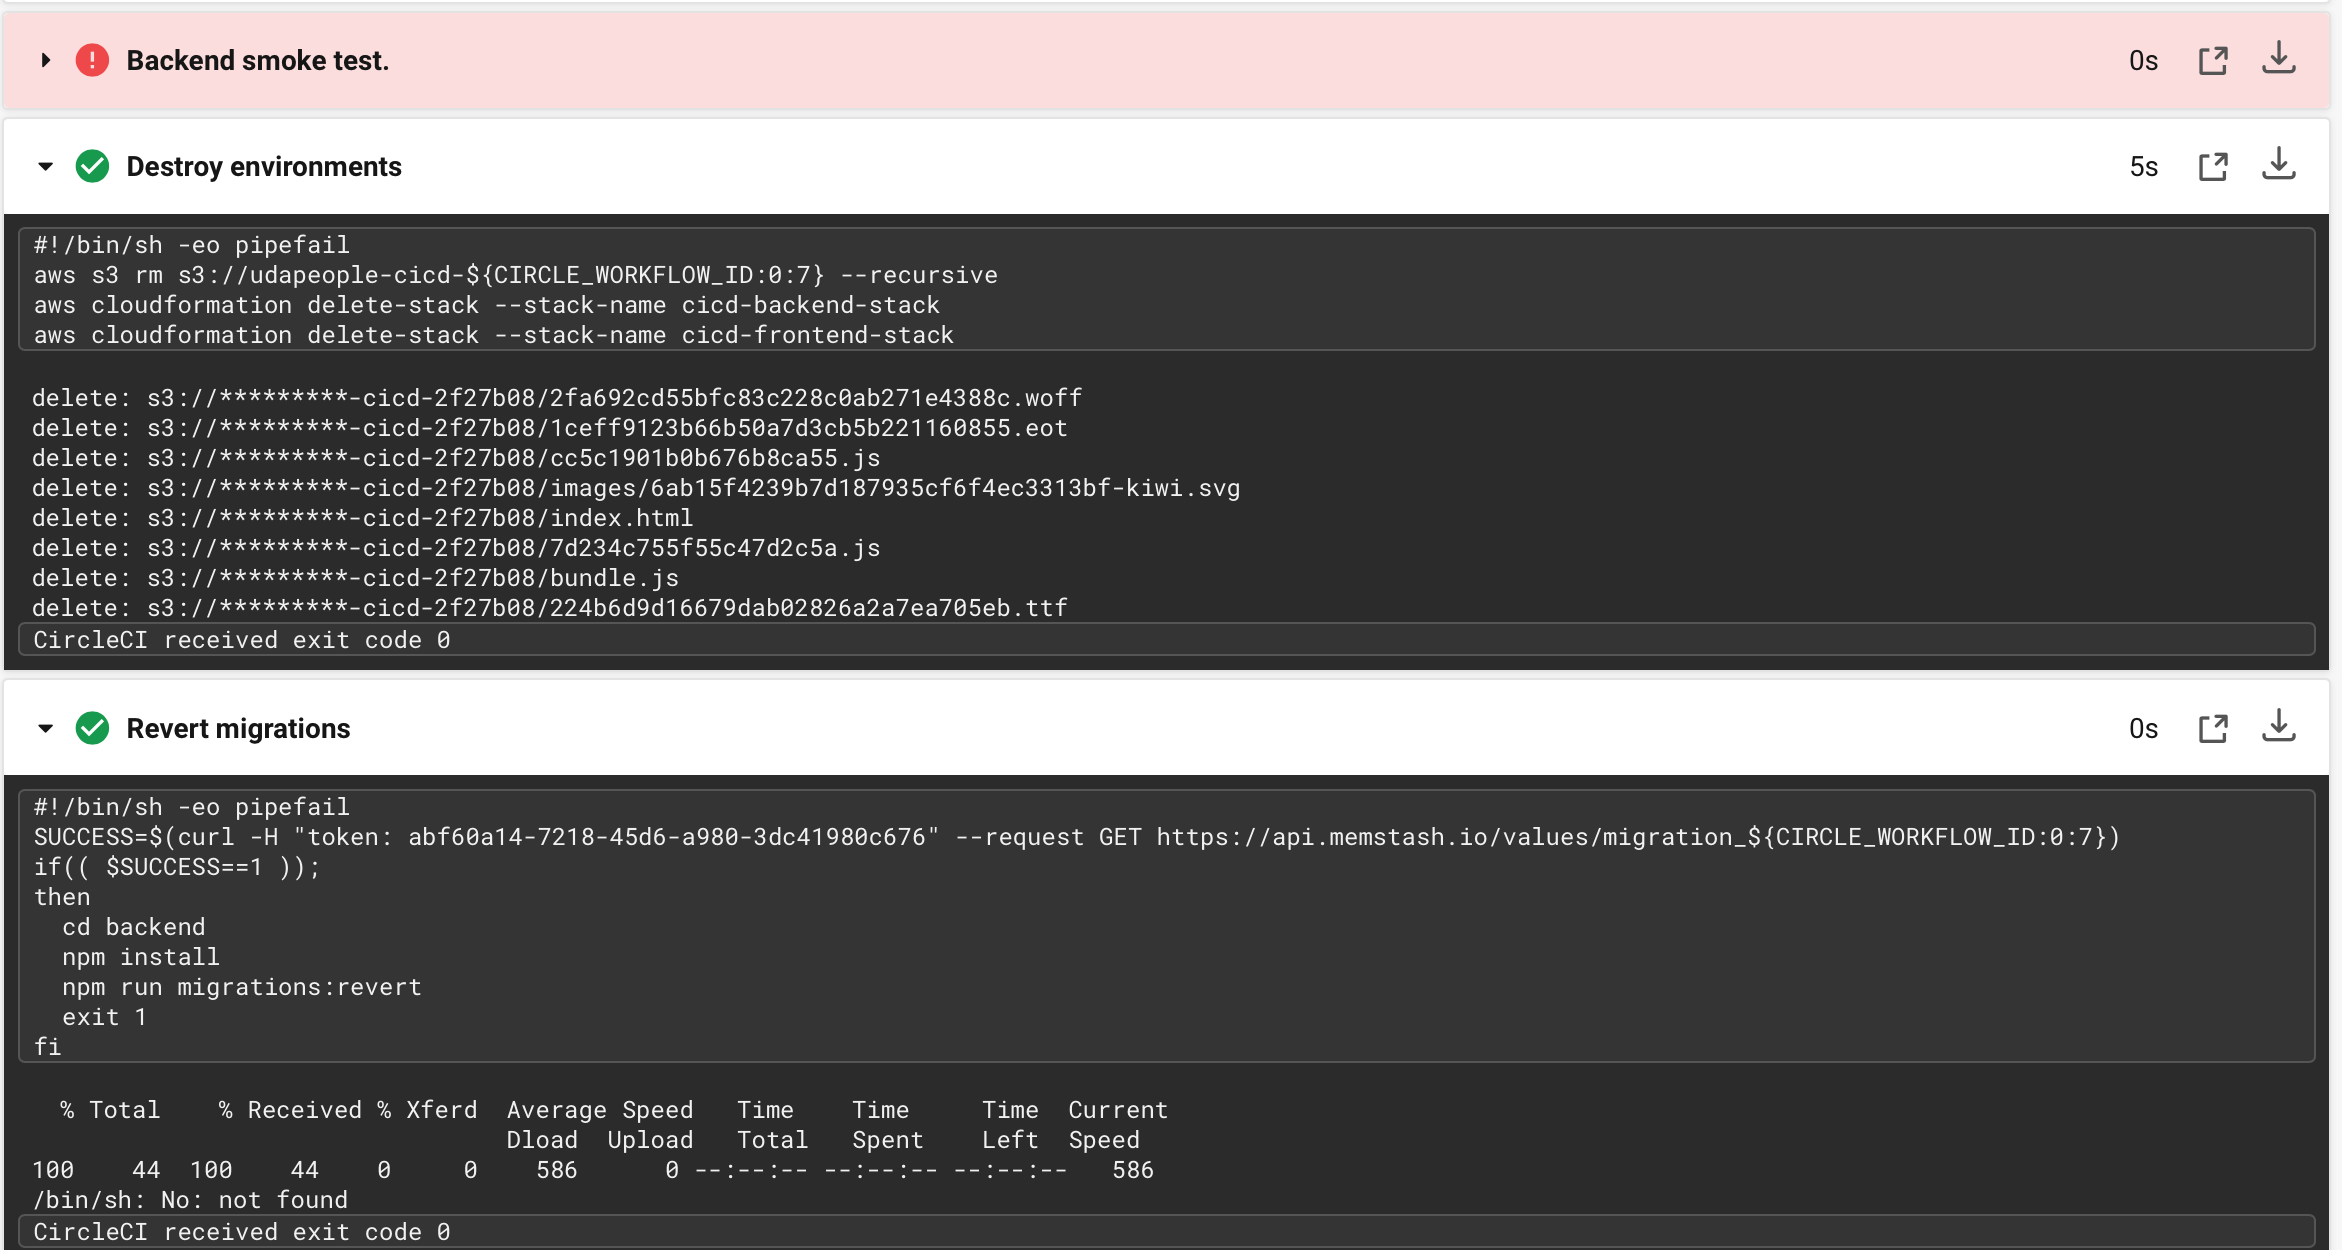 Backend smoke test.
0s
Destroy environments
5s
#!/bin/sh -eo pipefail
aws s3 rm s3://udapeople-cicd-${CIRCLE_WORKFLOW_ID:0:7} --recursive
aws cloudformation delete-stack --stack-name cicd-backend-stack
aws cloudformation delete-stack --stack-name cicd-frontend-stack
delete: s3://*********-cicd-2f27b08/2fa692cd55bfc83c228c0ab271e4388c.woff
delete: s3://*********-cicd-2f27b08/1ceff9123b66b50a7d3cb5b221160855.eot
delete: s3://*********-cicd-2f27b08/cc5c1901b0b676b8ca55.js
delete: s3://*********-cicd-2f27b08/images/6ab15f4239b7d187935cf6f4ec3313bf-kiwi.svg
delete: s3://*********-cicd-2f27b08/index.html
delete: s3://*********-cicd-2f27b08/7d234c755f55c47d2c5a.js
delete: s3://*********-cicd-2f27b08/bundle.js
delete: s3://*********-cicd-2f27b08/224b6d9d16679dab02826a2a7ea705eb.ttf
CircleCI received exit code 0
Revert migrations
0s
#!/bin/sh -eo pipefail
SUCCESS=$(curl -H "token: abf60a14-7218-45d6-a980-3dc41980c676" --request GET https://api.memstash.io/values/migration_${CIRCLE_WORKFLOW_ID:0:7})
if(( $SUCCESS==1 ));
then
  cd backend
  npm install
  npm run migrations:revert
  exit 1
fi
  % Total    % Received % Xferd  Average Speed   Time    Time     Time  Current
                                 Dload  Upload   Total   Spent    Left  Speed
100    44  100    44    0     0    586      0 --:--:-- --:--:-- --:--:--   586
/bin/sh: No: not found
CircleCI received exit code 0